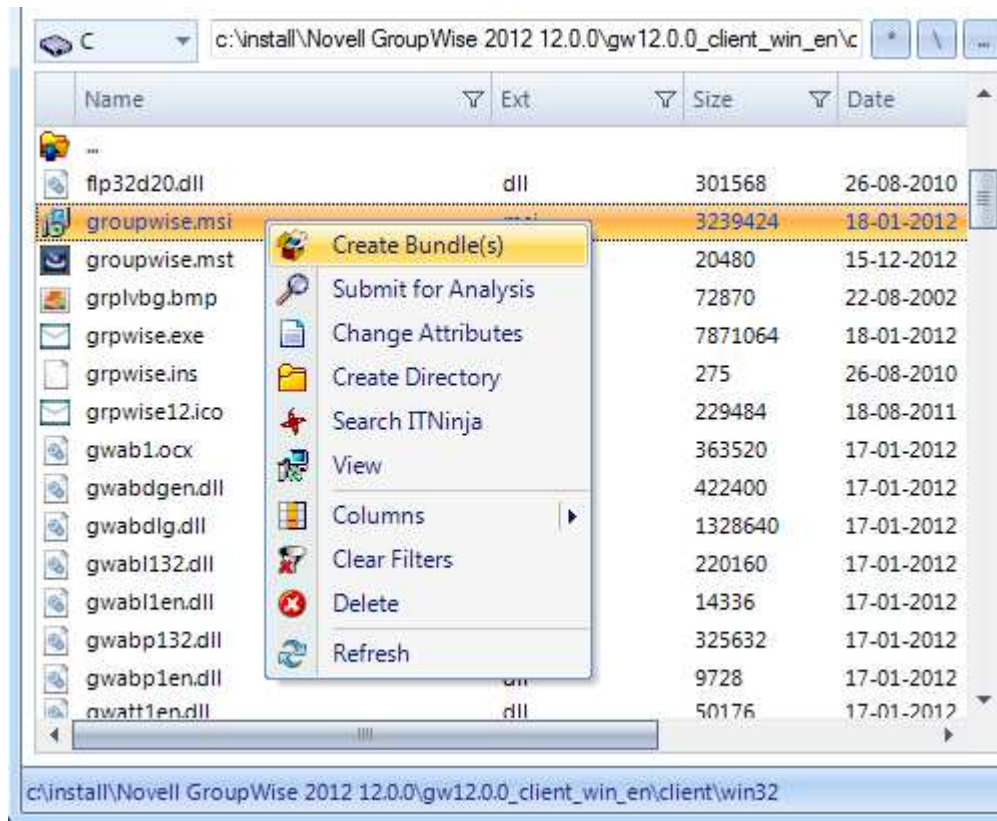 C c:\install\Novell GroupWise 2012 12.0.0\gw12.0.0_client_win_en\c * \ ...
Name Ext Size Date
...
flp32d20.dll dll 301568 26-08-2010
groupwise.msi 3239424 18-01-2012
Create Bundle(s)
groupwise.mst 20480 15-12-2012
Submit for Analysis
grplvbg.bmp 72870 22-08-2002
Change Attributes
grpwise.exe 7871064 18-01-2012
grpwise.ins 275 26-08-2010
Create Directory
grpwise12.ico 229484 18-08-2011
Search ITNinja
gwab1.ocx 363520 17-01-2012
View
gwabdgen.dll 422400 17-01-2012
Columns
gwabdlg.dll 1328640 17-01-2012
Clear Filters
gwabl132.dll 220160 17-01-2012
gwabl1en.dll 14336 17-01-2012
Delete
gwabp132.dll 325632 17-01-2012
Refresh
gwabp1en.dll dll 9728 17-01-2012
gwatt1en.dll dll 50176 17-01-2012
c:\install\Novell GroupWise 2012 12.0.0\gw12.0.0_client_win_en\client\win32